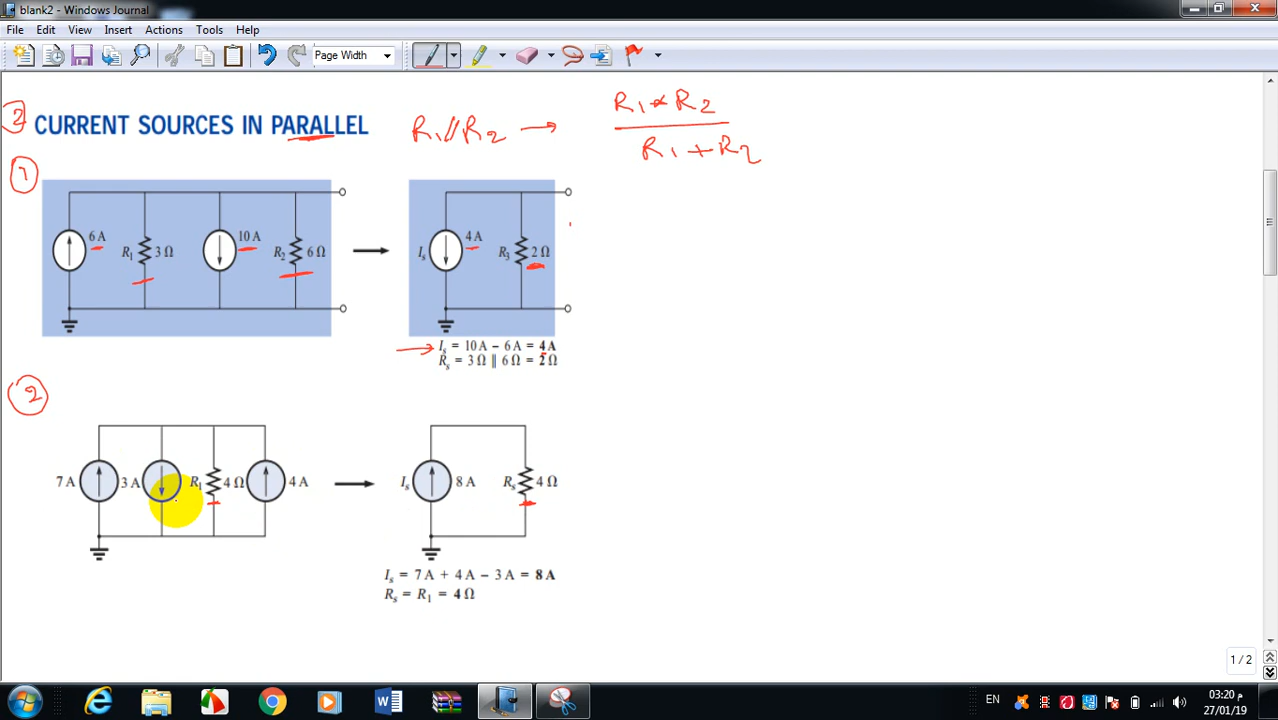 blank2 - Windows Journal
File Edit View Insert Actions Tools Help
Page Width
2 CURRENT SOURCES IN PARALLEL
R1//R2 →
R1 * R2
R1 + R2
1
6 A
R1 3 Ω
10 A
R2 6 Ω
Is 4 A
R3 2 Ω
→ Is = 10 A − 6 A = 4 A
Rs = 3 Ω ∥ 6 Ω = 2 Ω
2
7 A
3 A
R1 4 Ω
4 A
Is 8 A
Rs 4 Ω
Is = 7 A + 4 A − 3 A = 8 A
Rs = R1 = 4 Ω
1 / 2
EN
03:20 م
27/01/19